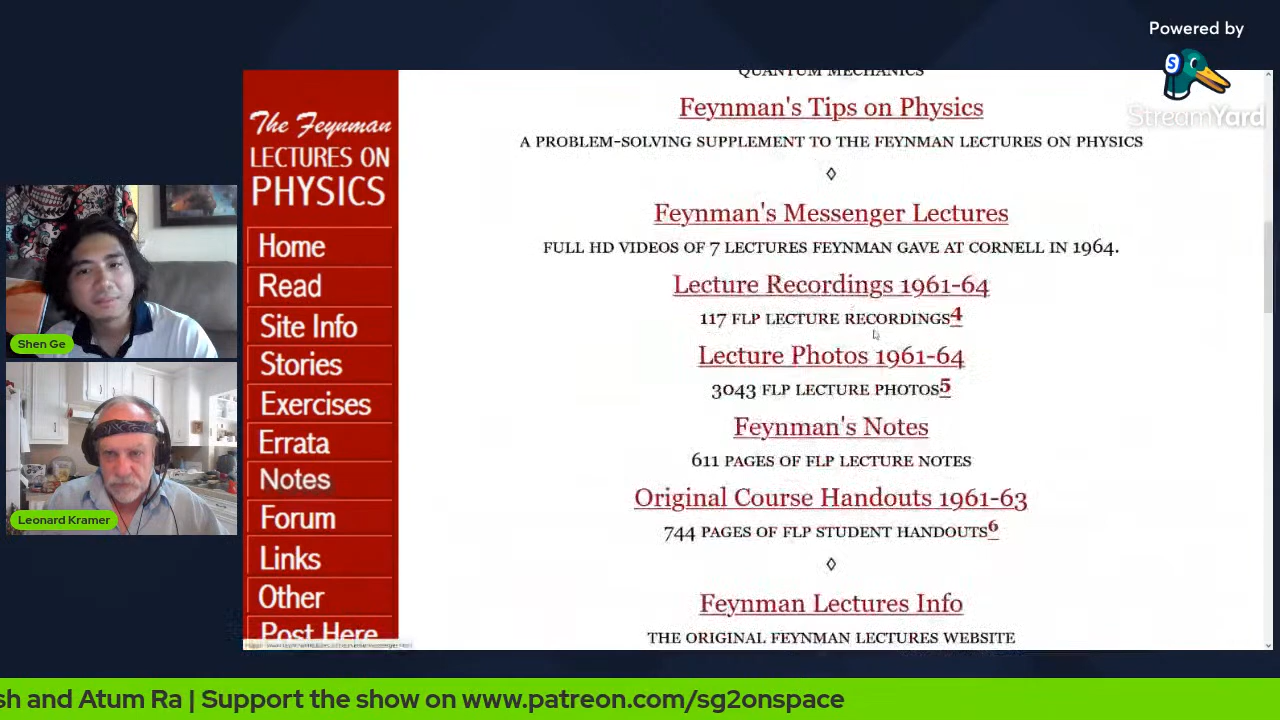 Powered by
StreamYard
The Feynman
LECTURES ON
PHYSICS
Home
Read
Site Info
Stories
Exercises
Errata
Notes
Forum
Links
Other
Post Here
QUANTUM MECHANICS
Feynman's Tips on Physics
A PROBLEM-SOLVING SUPPLEMENT TO THE FEYNMAN LECTURES ON PHYSICS
Feynman's Messenger Lectures
FULL HD VIDEOS OF 7 LECTURES FEYNMAN GAVE AT CORNELL IN 1964.
Lecture Recordings 1961-64
117 FLP LECTURE RECORDINGS4
Lecture Photos 1961-64
3043 FLP LECTURE PHOTOS5
Feynman's Notes
611 PAGES OF FLP LECTURE NOTES
Original Course Handouts 1961-63
744 PAGES OF FLP STUDENT HANDOUTS6
Feynman Lectures Info
THE ORIGINAL FEYNMAN LECTURES WEBSITE
Shen Ge
Leonard Kramer
sh and Atum Ra | Support the show on www.patreon.com/sg2onspace